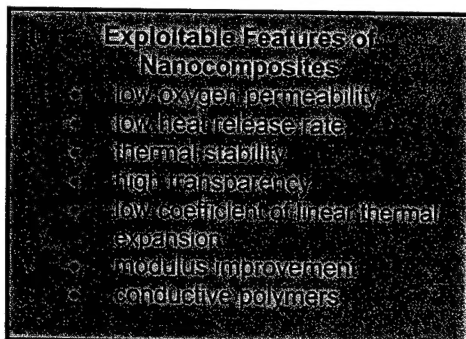 Exploitable Features of
Nanocomposites
low oxygen permeability
low heat release rate
thermal stability
high transparency
low coefficient of linear thermal
expansion
modulus improvement
conductive polymers